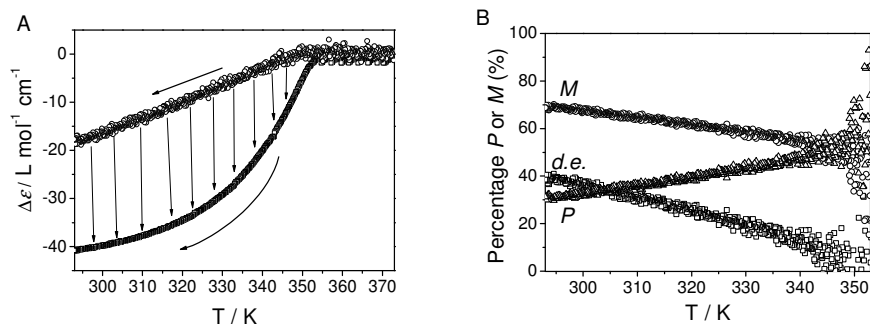 A
Δε/ L mol⁻¹ cm⁻¹
0
-10
-20
-30
-40
300 310 320 330 340 350 360 370
T / K
B
Percentage P or M (%)
100
80
60
40
20
0
M
d.e.
P
300 310 320 330 340 350
T / K